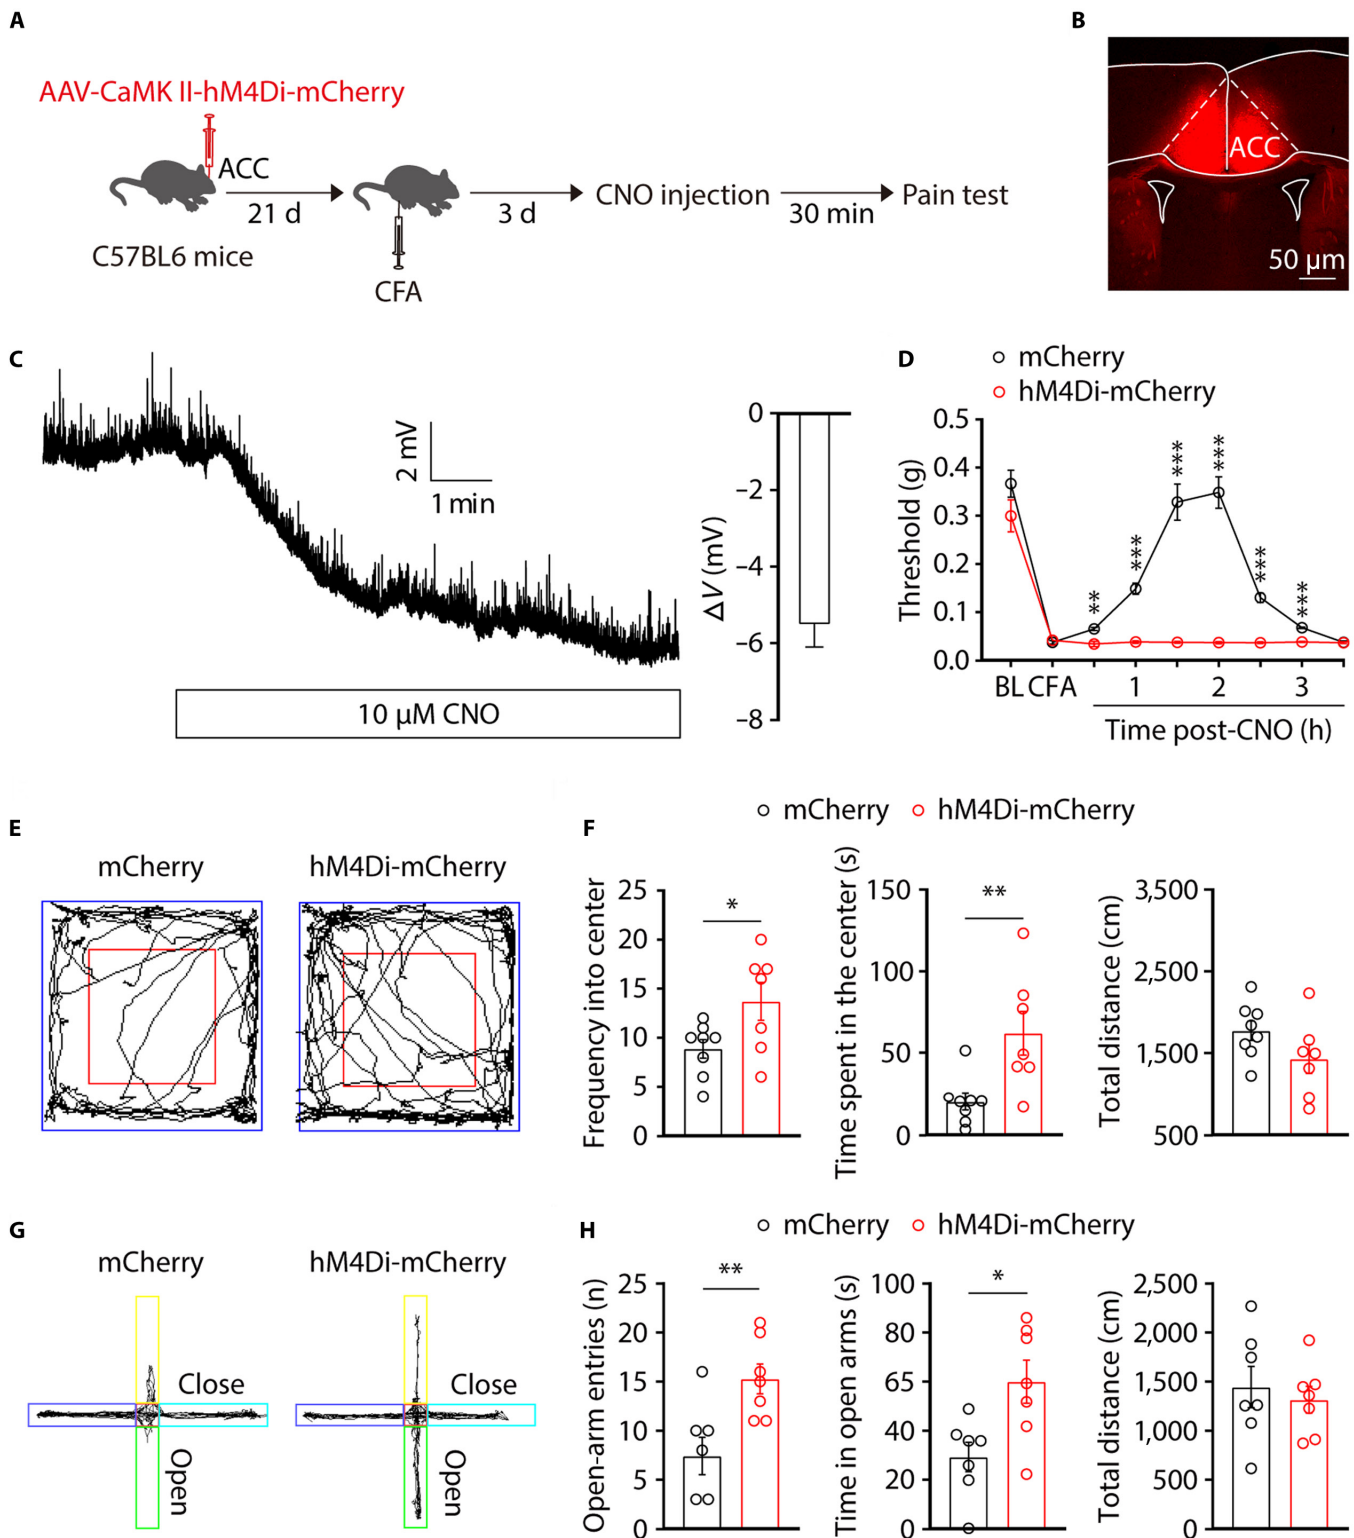 A
AAV-CaMK II-hM4Di-mCherry
ACC
21 d
C57BL6 mice
CFA
3 d
CNO injection
30 min
Pain test
B
ACC
50 µm
C
2 mV
1 min
10 µM CNO
0
−2
−4
−6
−8
ΔV (mV)
D
mCherry
hM4Di-mCherry
Threshold (g)
0.5
0.4
0.3
0.2
0.1
0.0
**
***
***
***
***
***
BL CFA 1 2 3
Time post-CNO (h)
E
mCherry
hM4Di-mCherry
F
mCherry hM4Di-mCherry
Frequency into center
25
20
15
10
5
0
*
Time spent in the center (s)
150
100
50
0
**
Total distance (cm)
3,500
2,500
1,500
500
G
mCherry
hM4Di-mCherry
Close
Open
Close
Open
H
mCherry hM4Di-mCherry
Open-arm entries (n)
25
20
15
10
5
0
**
Time in open arms (s)
100
80
65
40
20
0
*
Total distance (cm)
2,500
2,000
1,500
1,000
500
0